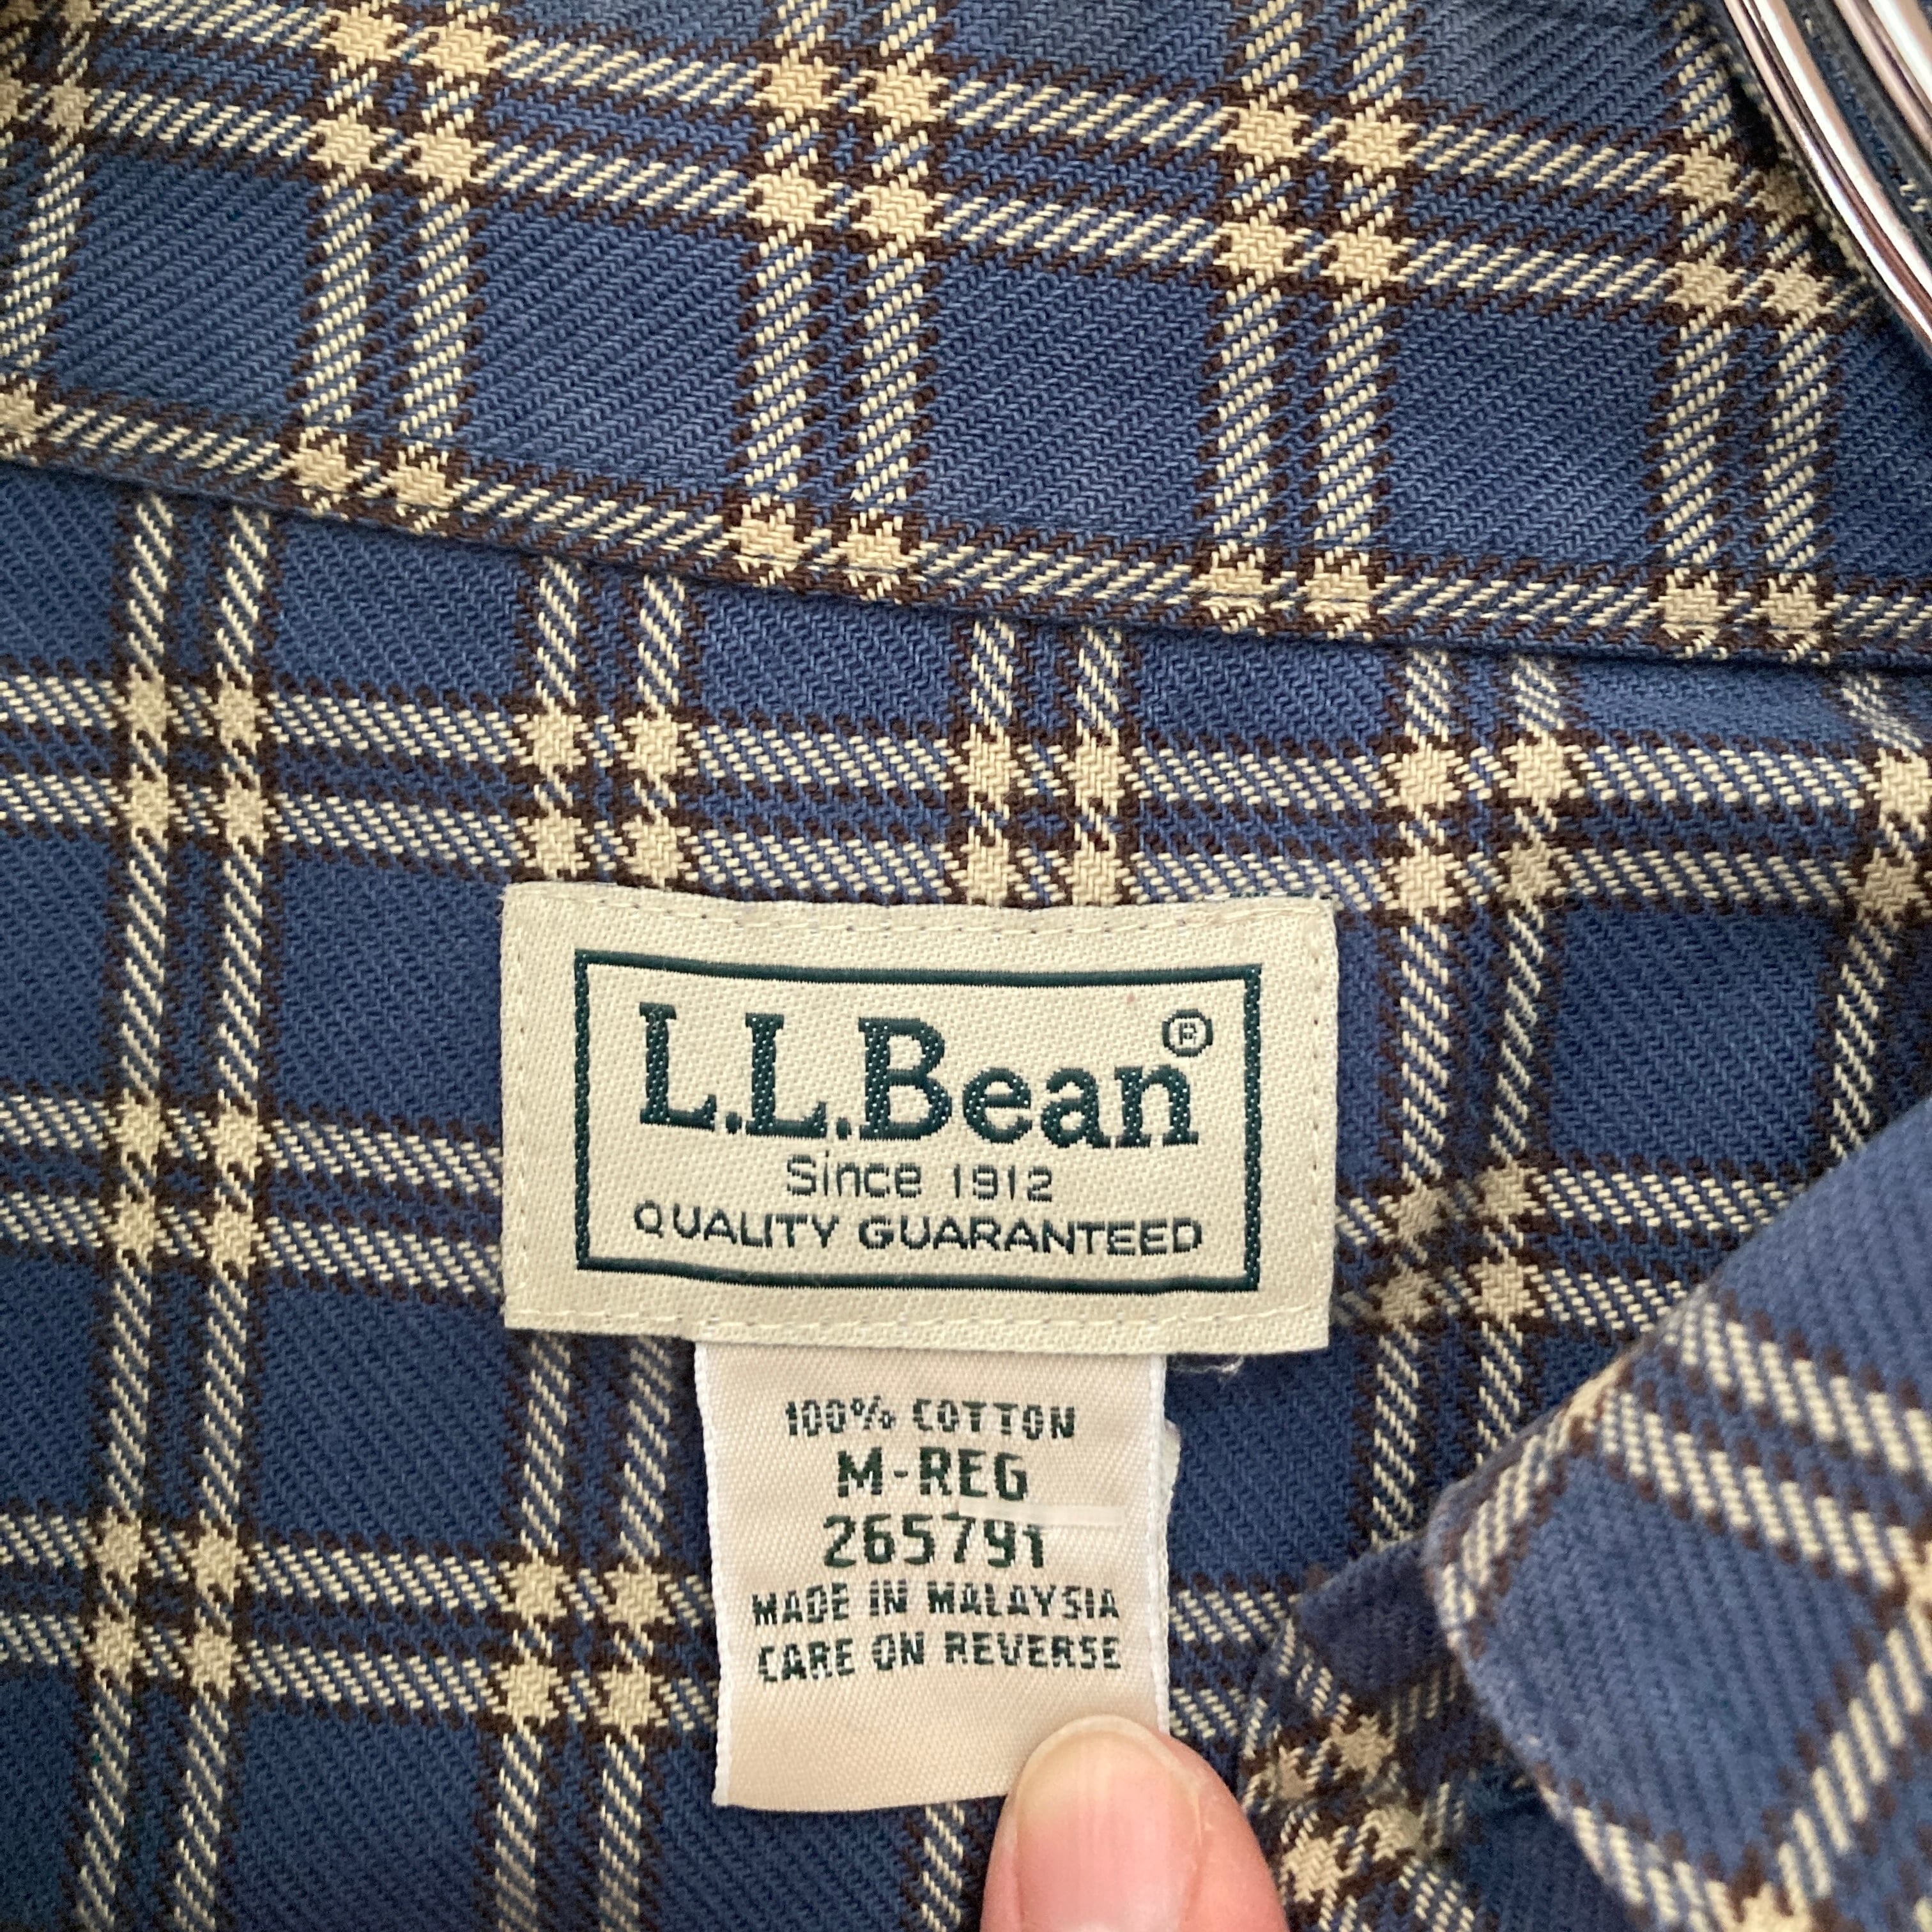 L.L.Bean®
Since 1912
QUALITY GUARANTEED
100% COTTON
M-REG
265791
MADE IN MALAYSIA
CARE ON REVERSE